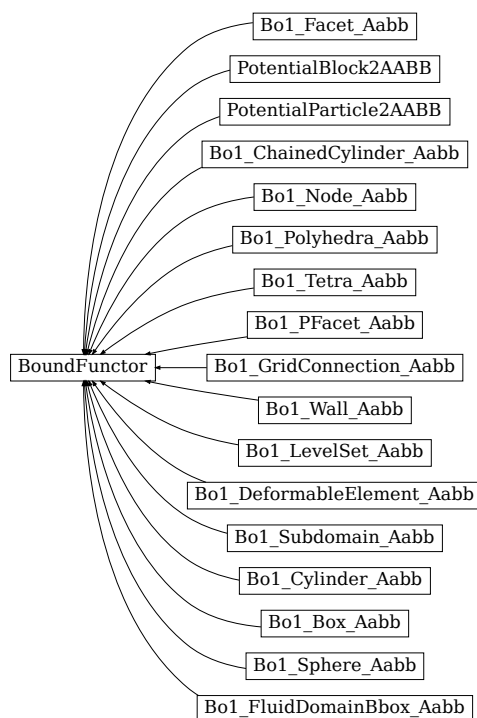 Bo1_Facet_Aabb
PotentialBlock2AABB
PotentialParticle2AABB
Bo1_ChainedCylinder_Aabb
Bo1_Node_Aabb
Bo1_Polyhedra_Aabb
Bo1_Tetra_Aabb
Bo1_PFacet_Aabb
BoundFunctor
Bo1_GridConnection_Aabb
Bo1_Wall_Aabb
Bo1_LevelSet_Aabb
Bo1_DeformableElement_Aabb
Bo1_Subdomain_Aabb
Bo1_Cylinder_Aabb
Bo1_Box_Aabb
Bo1_Sphere_Aabb
Bo1_FluidDomainBbox_Aabb